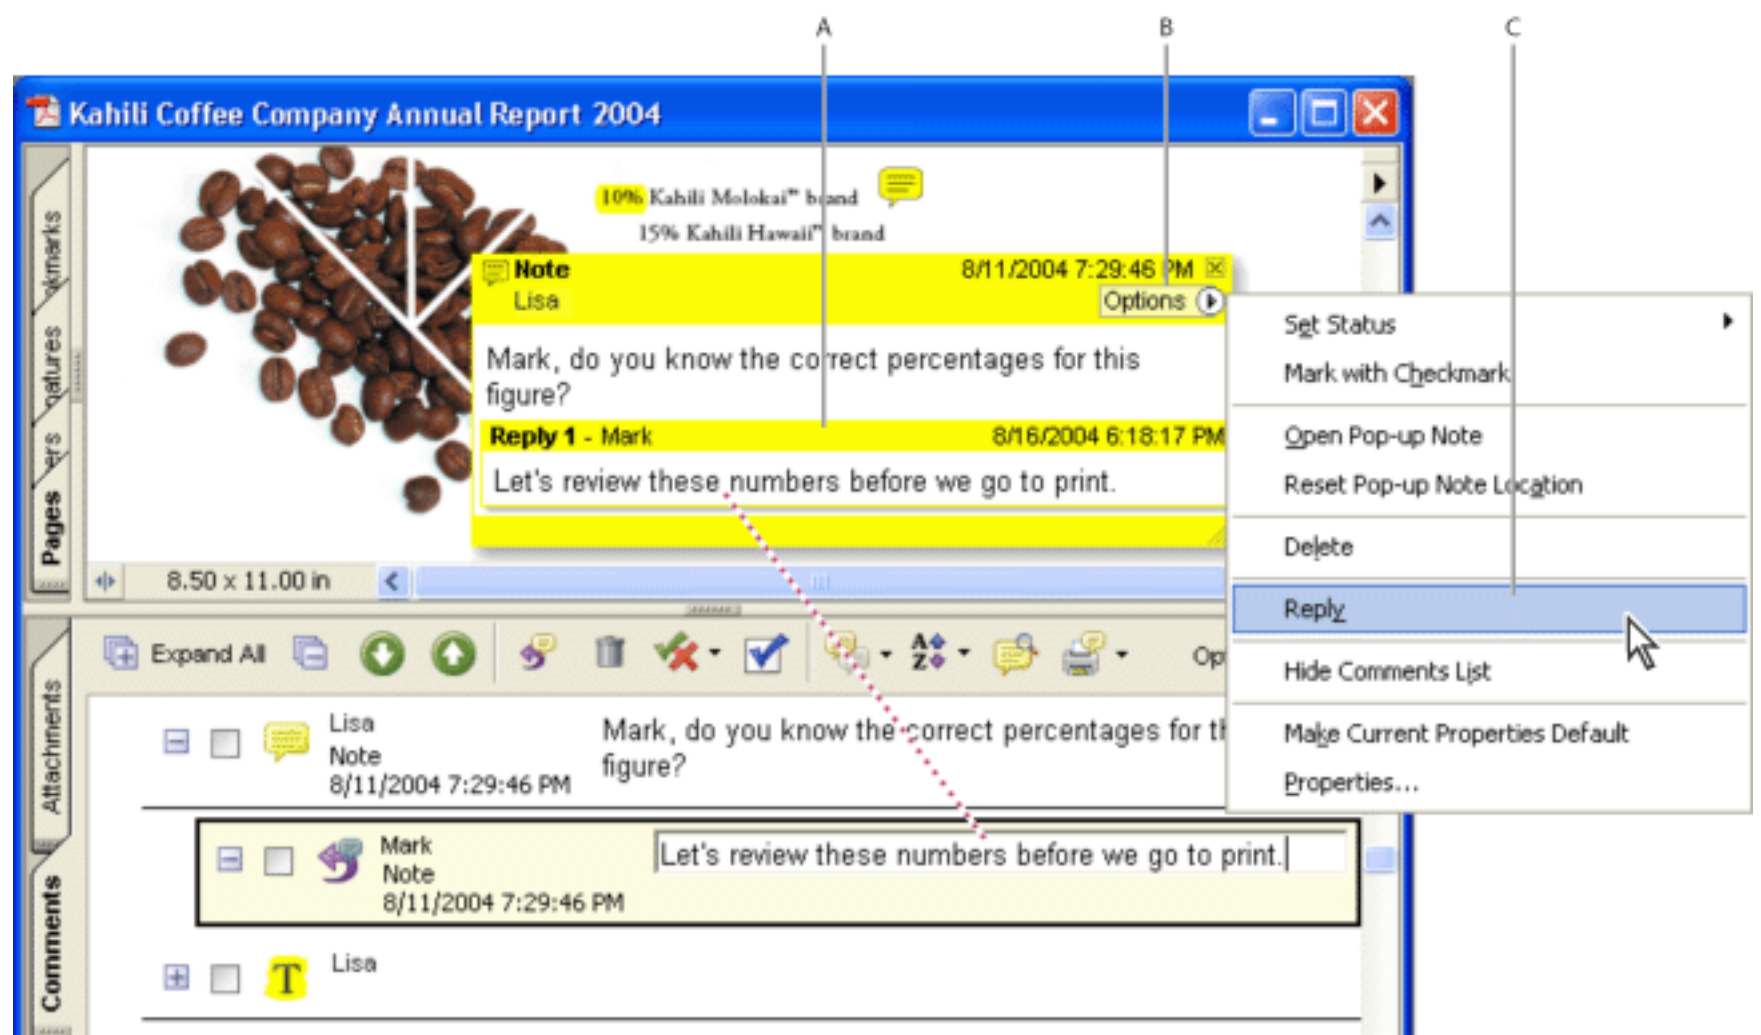 A
B
C
Kahili Coffee Company Annual Report 2004
10% Kahili Molokai™ brand
15% Kahili Hawaii™ brand
Note
8/11/2004 7:29:46 PM
Lisa
Options
Mark, do you know the correct percentages for this
figure?
Reply 1 - Mark
8/16/2004 6:18:17 PM
Let's review these numbers before we go to print.
Set Status
Mark with Checkmark
Open Pop-up Note
Reset Pop-up Note Location
Delete
Reply
Hide Comments List
Make Current Properties Default
Properties...
okmarks
natures
ers
Pages
8.50 x 11.00 in
Expand All
A
Z
Op
Attachments
Comments
Lisa
Note
8/11/2004 7:29:46 PM
Mark, do you know the correct percentages for th
figure?
Mark
Note
8/11/2004 7:29:46 PM
Let's review these numbers before we go to print.
T
Lisa